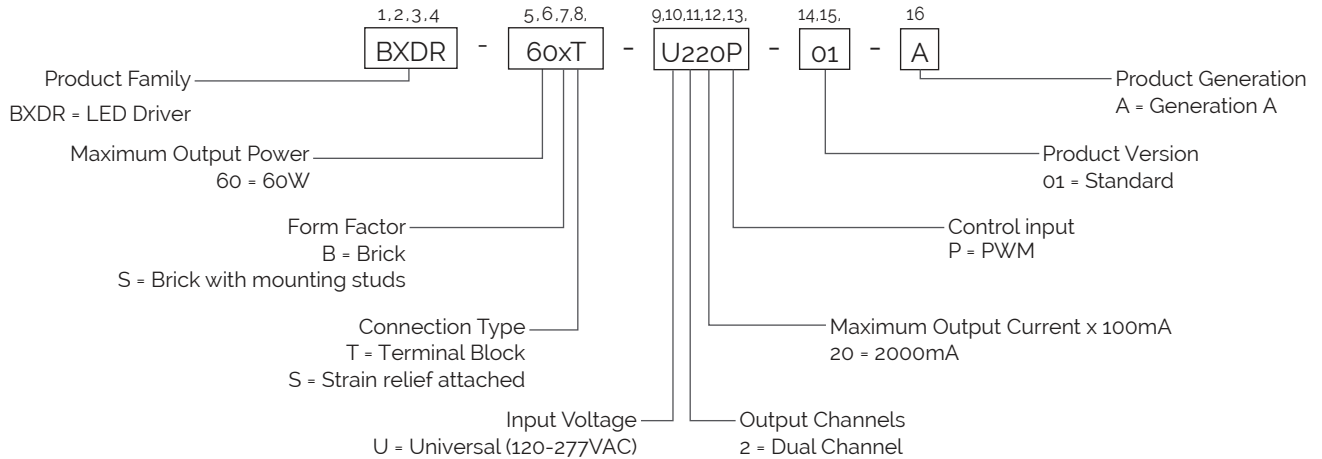 1,2,3,4 5,6,7,8, 9,10,11,12,13, 14,15, 16
BXDR - 60xT - U220P - 01 - A
Product Family
BXDR = LED Driver
Product Generation
A = Generation A
Maximum Output Power
60 = 60W
Product Version
01 = Standard
Form Factor
B = Brick
S = Brick with mounting studs
Control input
P = PWM
Connection Type
T = Terminal Block
S = Strain relief attached
Maximum Output Current x 100mA
20 = 2000mA
Input Voltage
U = Universal (120-277VAC)
Output Channels
2 = Dual Channel